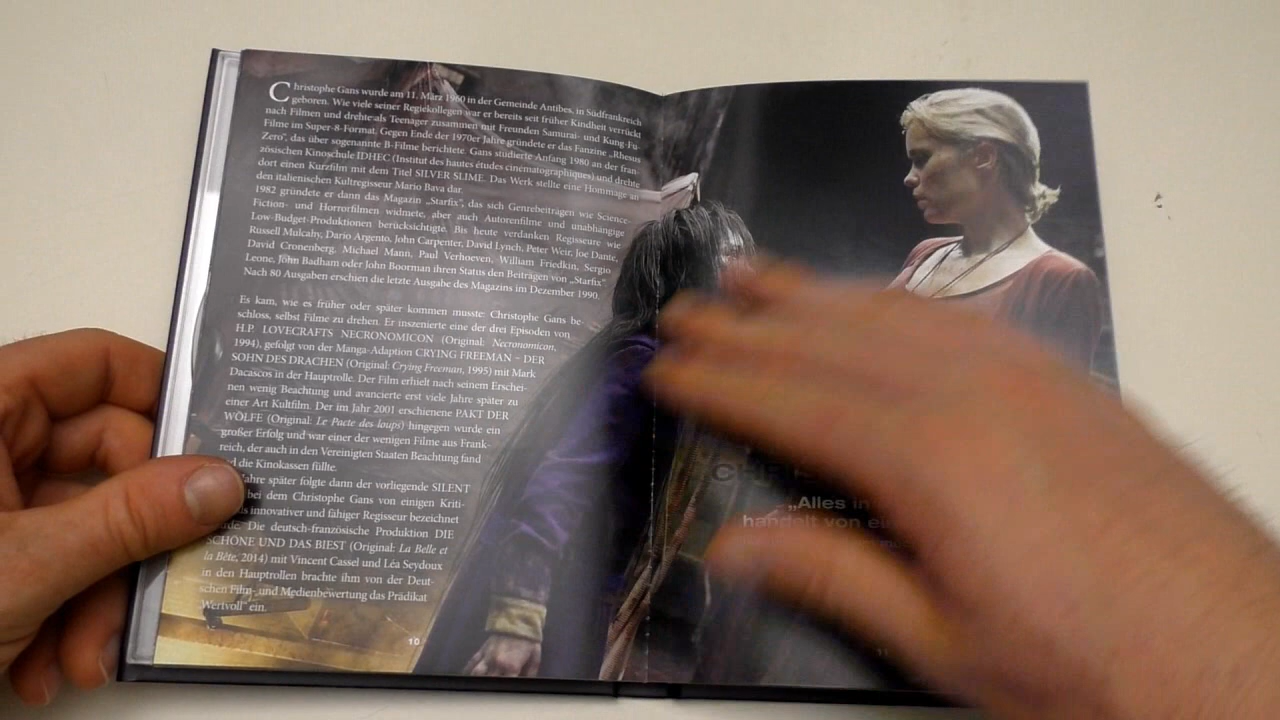 Christophe Gans wurde am 11. März 1960 in der Gemeinde Antibes, in Südfrankreich
geboren. Wie viele seiner Regiekollegen war er bereits seit früher Kindheit verrückt
nach Filmen und drehte als Teenager zusammen mit Freunden Samurai- und Kung-Fu-
Filme im Super-8-Format. Gegen Ende der 1970er Jahre gründete er das Fanzine „Rhesus
Zero“, das über sogenannte B-Filme berichtete. Gans studierte Anfang 1980 an der fran-
zösischen Kinoschule IDHEC (Institut des hautes études cinematographiques) und drehte
dort einen Kurzfilm mit dem Titel SILVER SLIME. Das Werk stellte eine Hommage an
den italienischen Kultregisseur Mario Bava dar.
1982 gründete er dann das Magazin „Starfix“, das sich Genrebeiträgen wie Science-
Fiction- und Horrorfilmen widmete, aber auch Autorenfilme und unabhängige
Low-Budget-Produktionen berücksichtigte. Bis heute verdanken Regisseure wie
Russell Mulcahy, Dario Argento, John Carpenter, David Lynch, Peter Weir, Joe Dante,
David Cronenberg, Michael Mann, Paul Verhoeven, William Friedkin, Sergio
Leone, John Badham oder John Boorman ihren Status den Beiträgen von „Starfix“.
Nach 80 Ausgaben erschien die letzte Ausgabe des Magazins im Dezember 1990.
Es kam, wie es früher oder später kommen musste: Christophe Gans be-
schloss, selbst Filme zu drehen. Er inszenierte eine der drei Episoden von
H.P. LOVECRAFTS NECRONOMICON (Original: Necronomicon,
1994), gefolgt von der Manga-Adaption CRYING FREEMAN – DER
SOHN DES DRACHEN (Original: Crying Freeman, 1995) mit Mark
Dacascos in der Hauptrolle. Der Film erhielt nach seinem Erschei-
nen wenig Beachtung und avancierte erst viele Jahre später zu
einer Art Kultfilm. Der im Jahr 2001 erschienene PAKT DER
WÖLFE (Original: Le Pacte des loups) hingegen wurde ein
großer Erfolg und war einer der wenigen Filme aus Frank-
reich, der auch in den Vereinigten Staaten Beachtung fand
d die Kinokassen füllte.
Jahre später folgte dann der vorliegende SILENT
bei dem Christophe Gans von einigen Kriti-
ls innovativer und fähiger Regisseur bezeichnet
Die deutsch-französische Produktion DIE
SCHÖNE UND DAS BIEST (Original: La Belle et
la Bête, 2014) mit Vincent Cassel und Léa Seydoux
in den Hauptrollen brachte ihm von der Deut-
schen Film- und Medienbewertung das Prädikat
„Wertvoll“ ein.
10
CHRI
„Alles in
handelt von ei
11